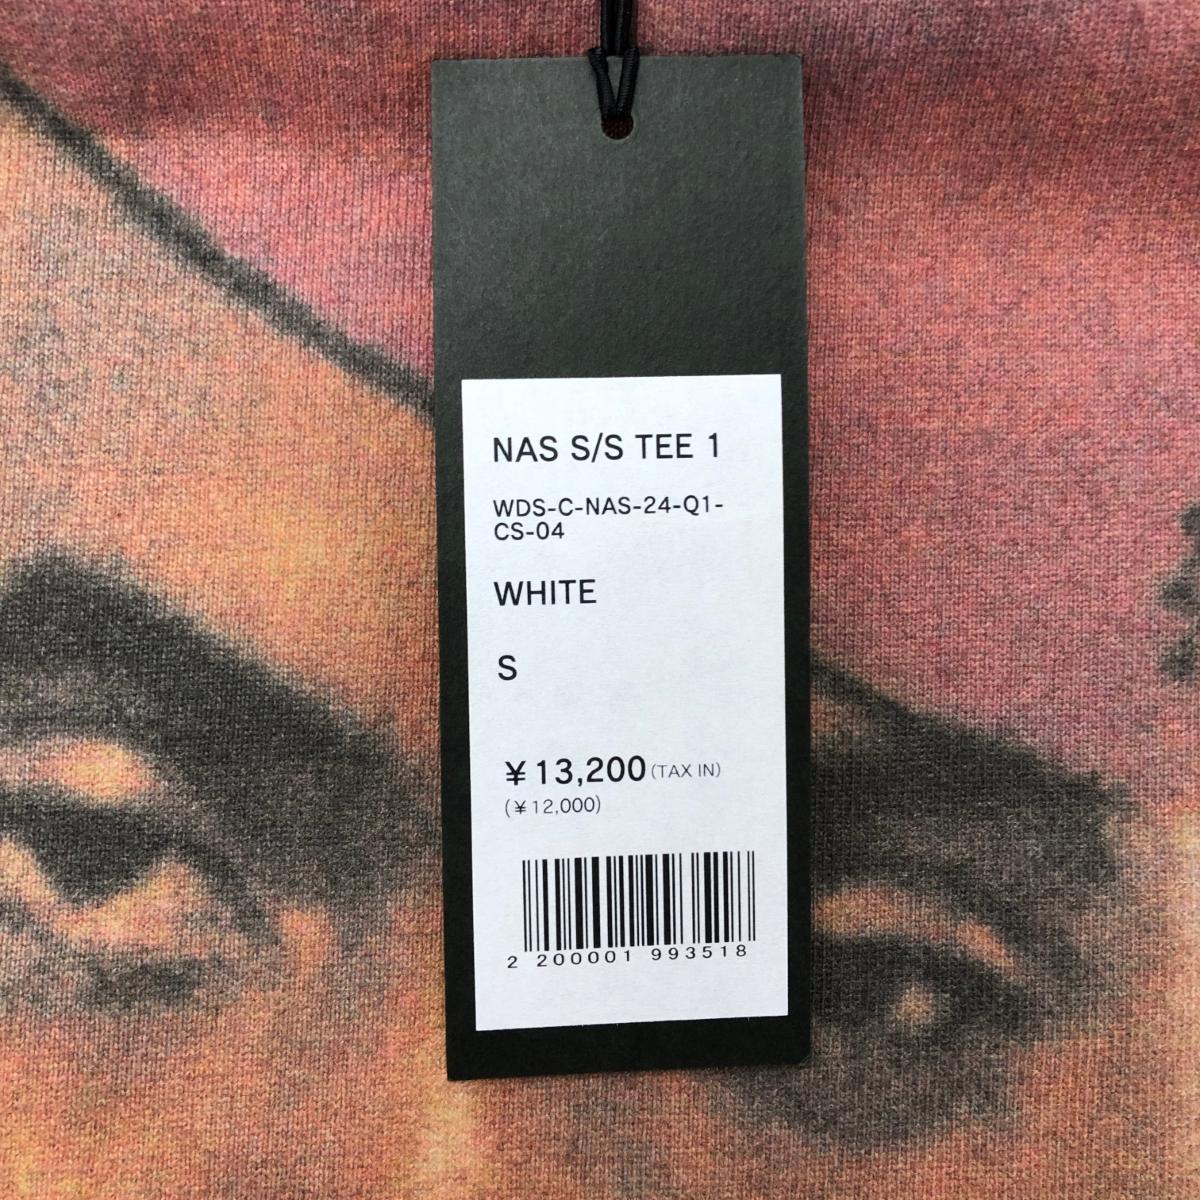 NAS S/S TEE 1
WDS-C-NAS-24-Q1-
CS-04
WHITE
S
¥13,200(TAX IN)
(¥12,000)
2 200001 993518